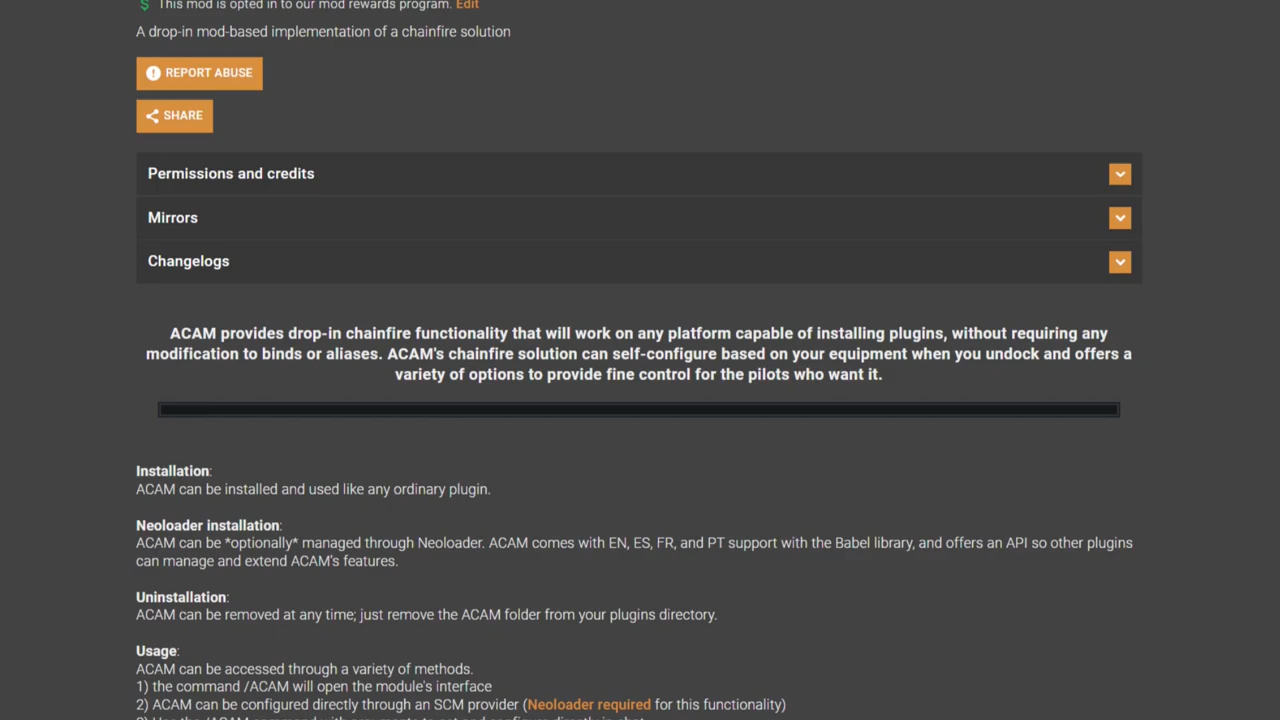 This mod is opted in to our mod rewards program. Edit
A drop-in mod-based implementation of a chainfire solution
REPORT ABUSE
SHARE
Permissions and credits
Mirrors
Changelogs
ACAM provides drop-in chainfire functionality that will work on any platform capable of installing plugins, without requiring any
modification to binds or aliases. ACAM's chainfire solution can self-configure based on your equipment when you undock and offers a
variety of options to provide fine control for the pilots who want it.
Installation:
ACAM can be installed and used like any ordinary plugin.
Neoloader installation:
ACAM can be *optionally* managed through Neoloader. ACAM comes with EN, ES, FR, and PT support with the Babel library, and offers an API so other plugins
can manage and extend ACAM's features.
Uninstallation:
ACAM can be removed at any time; just remove the ACAM folder from your plugins directory.
Usage:
ACAM can be accessed through a variety of methods.
1) the command /ACAM will open the module's interface
2) ACAM can be configured directly through an SCM provider (Neoloader required for this functionality)